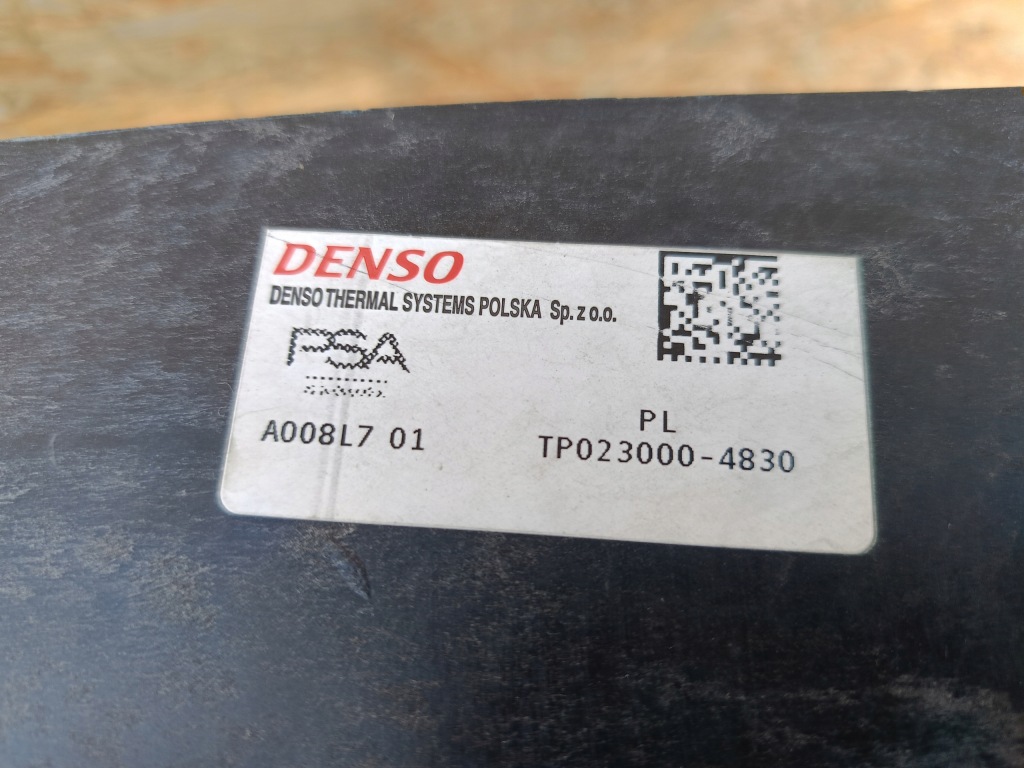 DENSO
DENSO THERMAL SYSTEMS POLSKA Sp. z o.o.
PSA
A008L7 01
PL
TP023000-4830